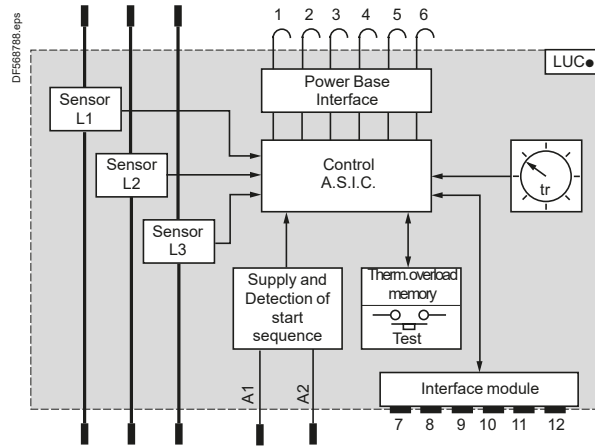 DF568788.eps
1 2 3 4 5 6
LUC●
Power Base
Interface
Sensor
L1
Sensor
L2
Sensor
L3
Control
A.S.I.C.
tr
Supply and
Detection of
start
sequence
Therm.overload
memory
Test
A1
A2
Interface module
7 8 9 10 11 12